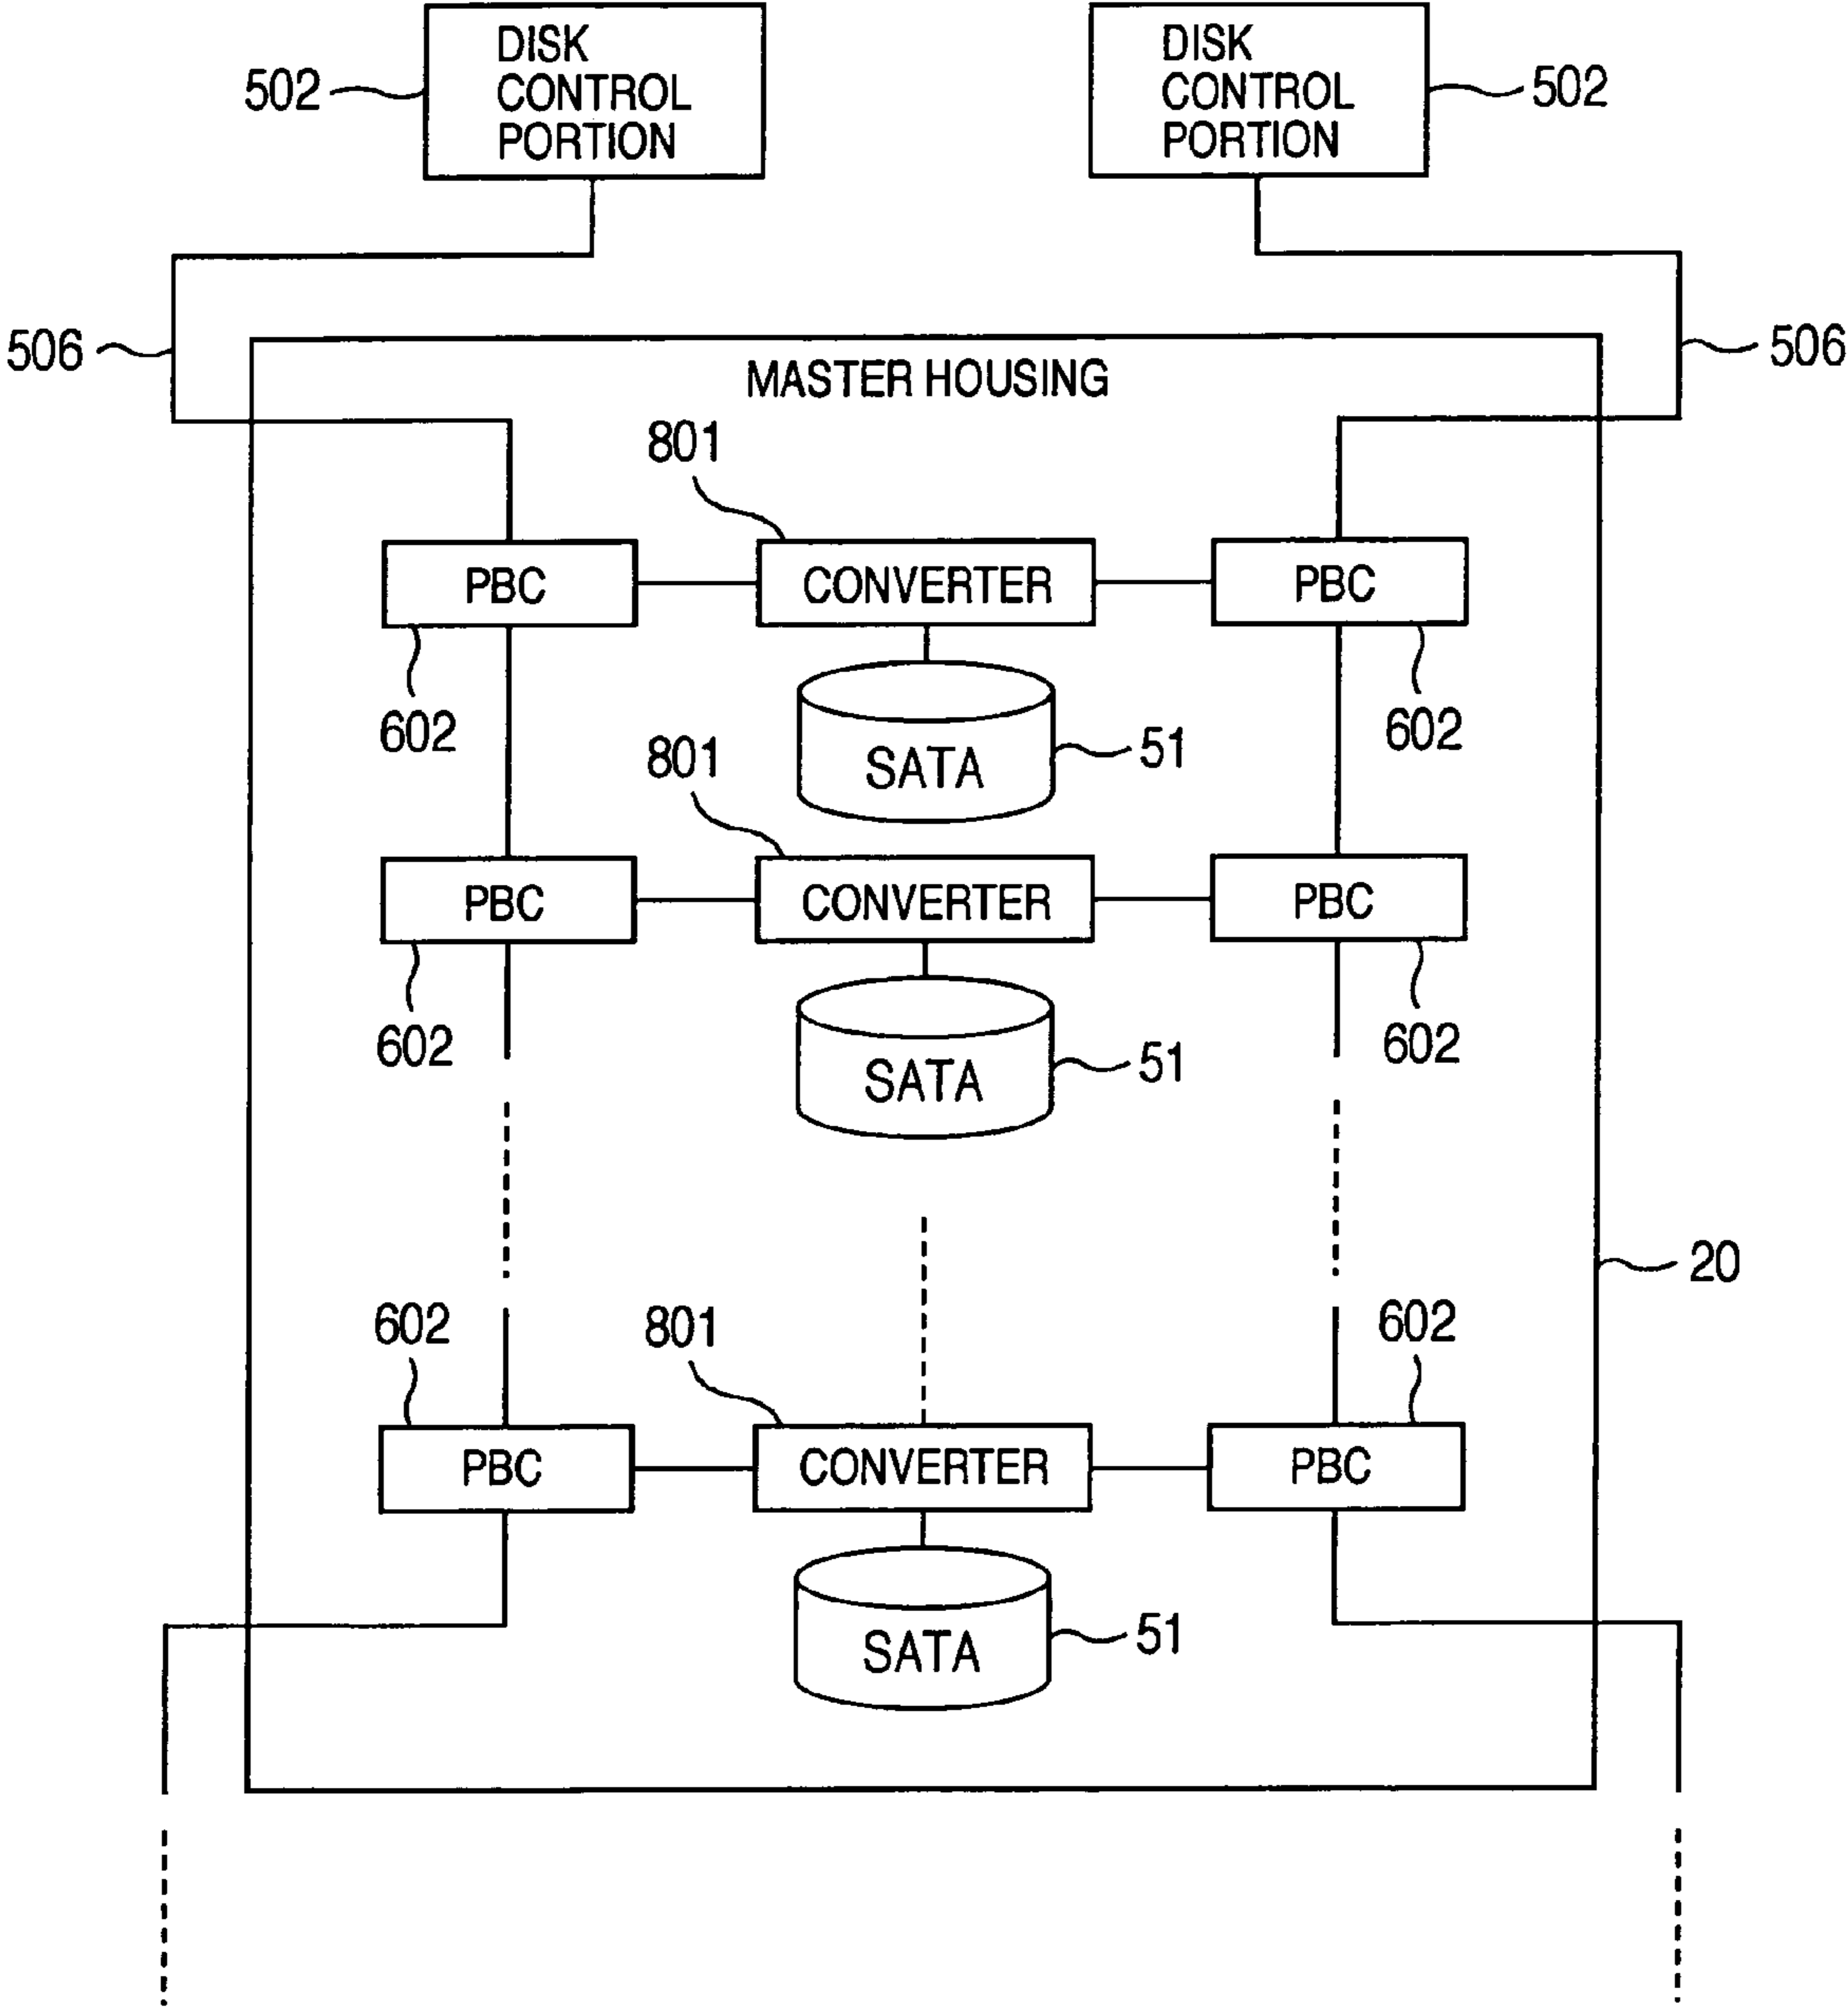 DISK
CONTROL
PORTION
502
DISK
CONTROL
PORTION
502
506
506
MASTER HOUSING
801
PBC
CONVERTER
PBC
602
602
SATA
51
801
PBC
CONVERTER
PBC
602
602
SATA
51
20
602
801
602
PBC
CONVERTER
PBC
SATA
51